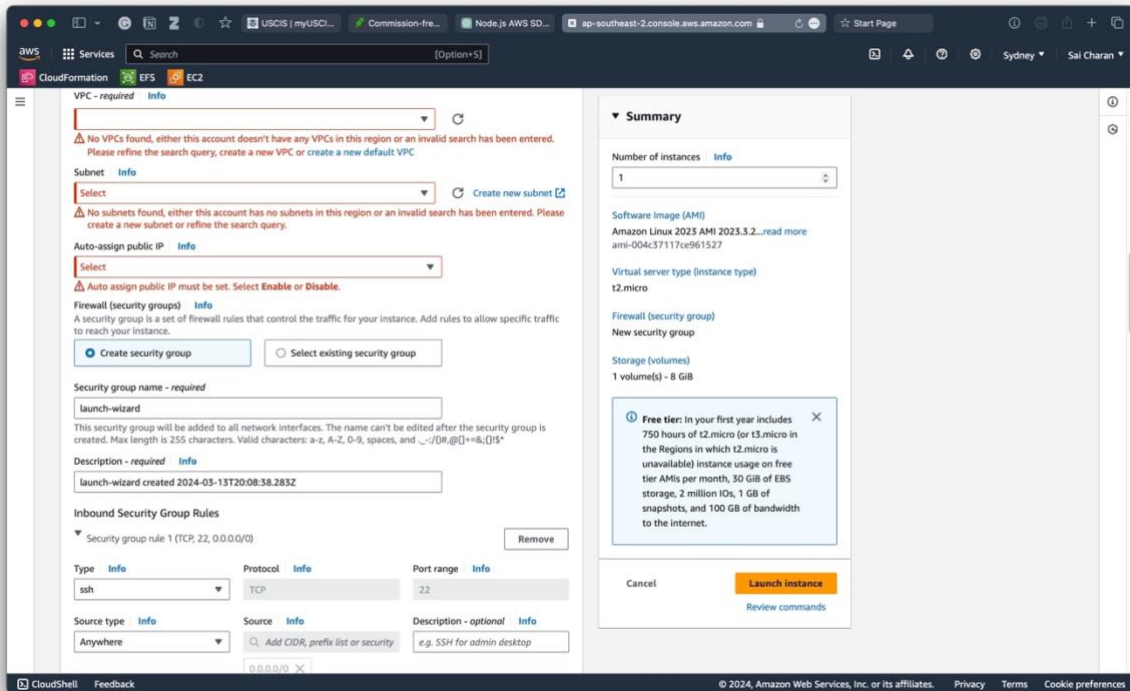 USCIS | myUSCI...
Commission-fre...
Node.js AWS SD...
ap-southeast-2.console.aws.amazon.com
Start Page
aws
Services
Search
[Option+S]
Sydney
Sai Charan
CloudFormation
EFS
EC2
VPC - required Info
No VPCs found, either this account doesn't have any VPCs in this region or an invalid search has been entered.
Please refine the search query, create a new VPC or create a new default VPC
Subnet Info
Select
Create new subnet
No subnets found, either this account has no subnets in this region or an invalid search has been entered. Please
create a new subnet or refine the search query.
Auto-assign public IP Info
Select
Auto assign public IP must be set. Select Enable or Disable.
Firewall (security groups) Info
A security group is a set of firewall rules that control the traffic for your instance. Add rules to allow specific traffic
to reach your instance.
Create security group
Select existing security group
Security group name - required
launch-wizard
This security group will be added to all network interfaces. The name can't be edited after the security group is
created. Max length is 255 characters. Valid characters: a-z, A-Z, 0-9, spaces, and ._-:/()#,@[]+=&;{}!$*
Description - required Info
launch-wizard created 2024-03-13T20:08:38.283Z
Inbound Security Group Rules
Security group rule 1 (TCP, 22, 0.0.0.0/0)
Remove
Type Info
Protocol Info
Port range Info
ssh
TCP
22
Source type Info
Source Info
Description - optional Info
Anywhere
Add CIDR, prefix list or security
e.g. SSH for admin desktop
0.0.0.0/0
Summary
Number of instances Info
1
Software Image (AMI)
Amazon Linux 2023 AMI 2023.3.2...read more
ami-004c37117ce961527
Virtual server type (instance type)
t2.micro
Firewall (security group)
New security group
Storage (volumes)
1 volume(s) - 8 GiB
Free tier: In your first year includes
750 hours of t2.micro (or t3.micro in
the Regions in which t2.micro is
unavailable) instance usage on free
tier AMIs per month, 30 GiB of EBS
storage, 2 million IOs, 1 GB of
snapshots, and 100 GB of bandwidth
to the internet.
Cancel
Launch instance
Review commands
CloudShell
Feedback
© 2024, Amazon Web Services, Inc. or its affiliates.
Privacy
Terms
Cookie preferences